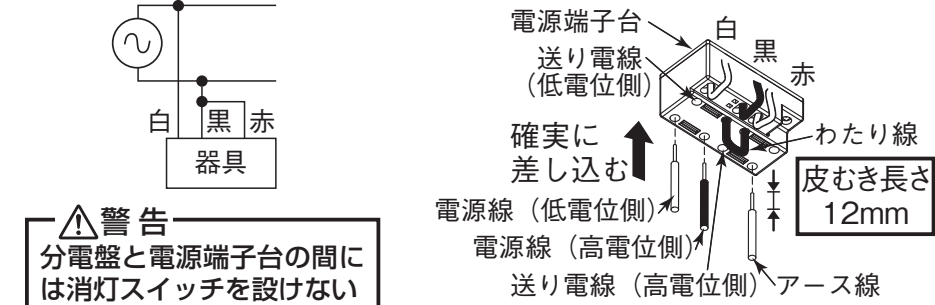 白 黒 赤
器具
⚠警告
分電盤と電源端子台の間に
は消灯スイッチを設けない
電源端子台
送り電線
(低電位側)
白
黒
赤
確実に
差し込む
わたり線
皮むき長さ
12mm
電源線(低電位側)
電源線(高電位側)
送り電線(高電位側)
アース線